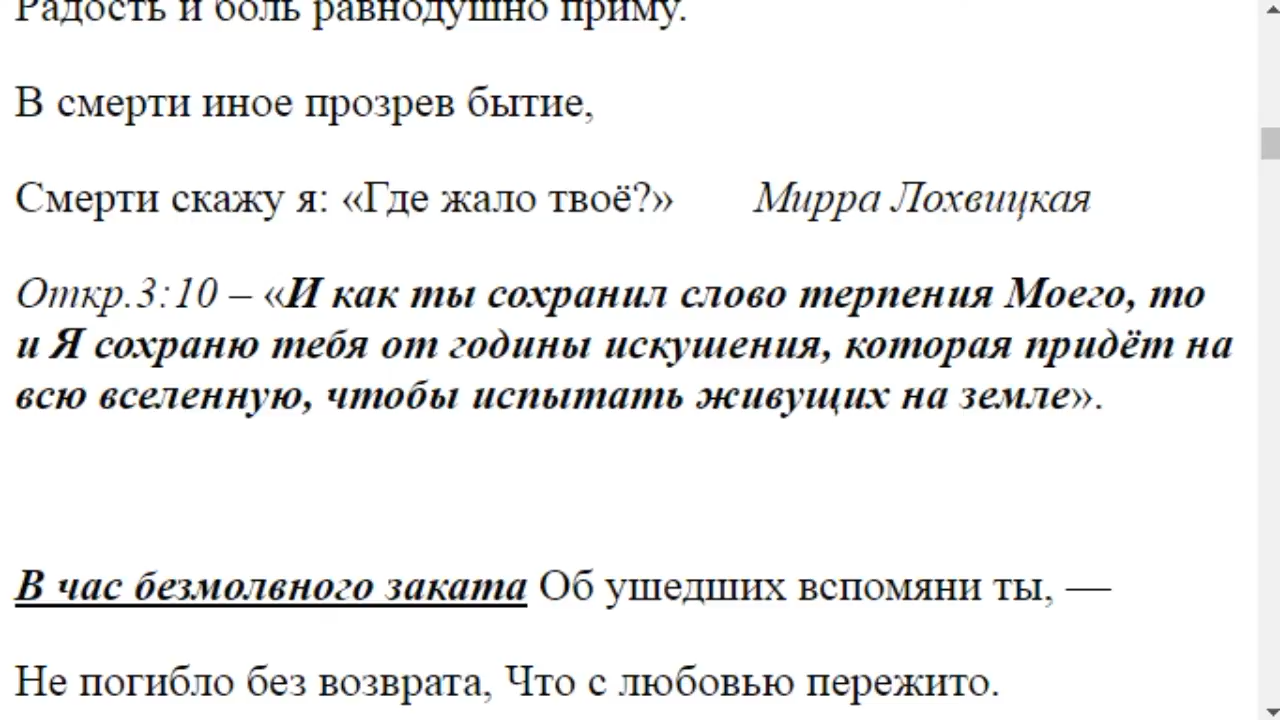 Радость и боль равнодушно приму.
В смерти иное прозрев бытие,
Смерти скажу я: «Где жало твоё?» Мирра Лохвицкая
Откр.3:10 – «И как ты сохранил слово терпения Моего, то
и Я сохраню тебя от годины искушения, которая придёт на
всю вселенную, чтобы испытать живущих на земле».
В час безмолвного заката Об ушедших вспомяни ты, —
Не погибло без возврата, Что с любовью пережито.